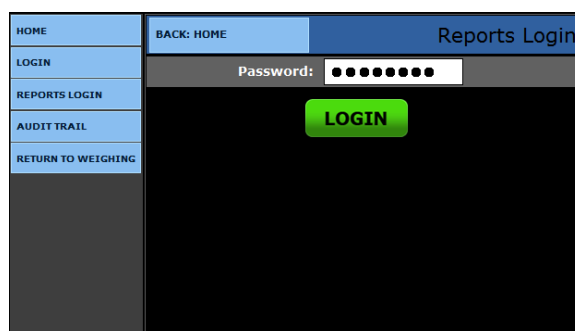 HOME
LOGIN
REPORTS LOGIN
AUDIT TRAIL
RETURN TO WEIGHING
BACK: HOME
Reports Login
Password: ●●●●●●●●
LOGIN